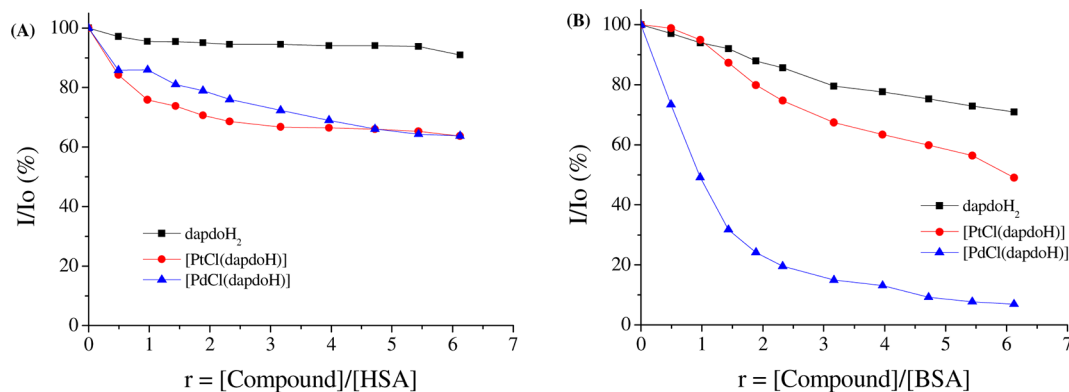 (A)
100
80
60
40
20
0
I/Io (%)
dapdoH₂
[PtCl(dapdoH)]
[PdCl(dapdoH)]
0 1 2 3 4 5 6 7
r = [Compound]/[HSA]
(B)
100
80
60
40
20
0
I/Io (%)
dapdoH₂
[PtCl(dapdoH)]
[PdCl(dapdoH)]
0 1 2 3 4 5 6 7
r = [Compound]/[BSA]